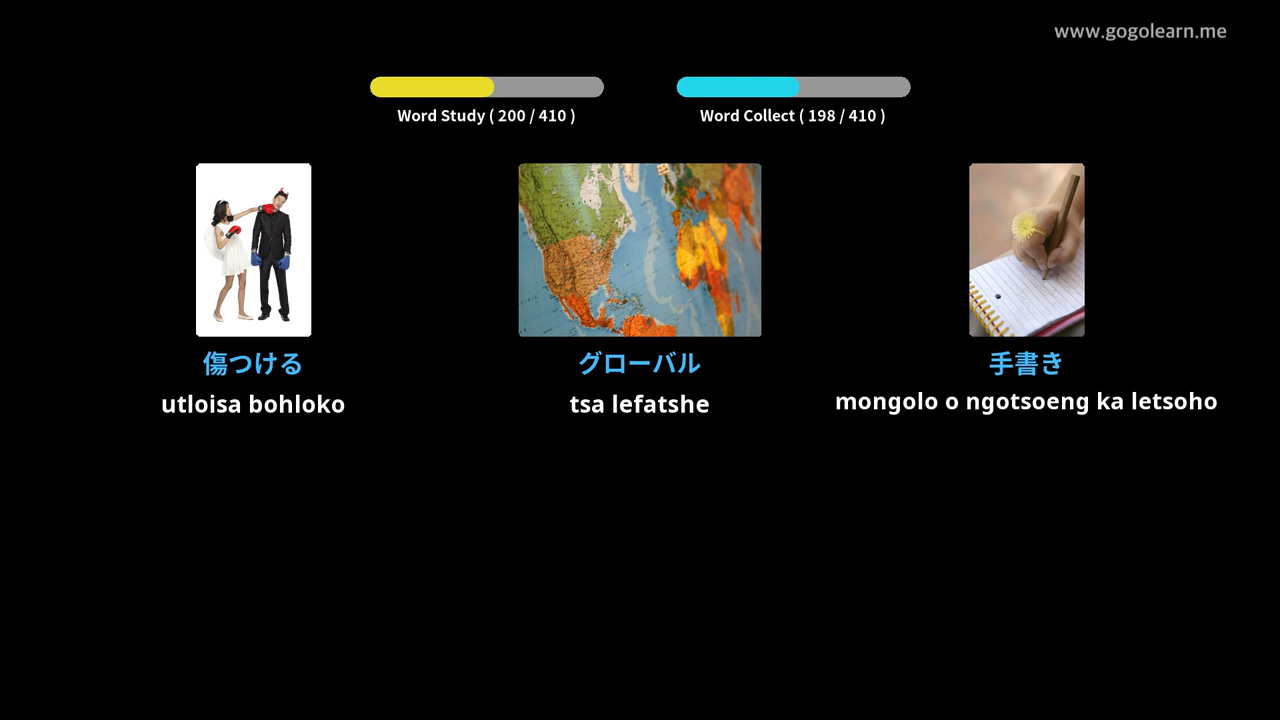 www.gogolearn.me
Word Study ( 200 / 410 )
Word Collect ( 198 / 410 )
傷つける
グローバル
手書き
utloisa bohloko
tsa lefatshe
mongolo o ngotsoeng ka letsoho